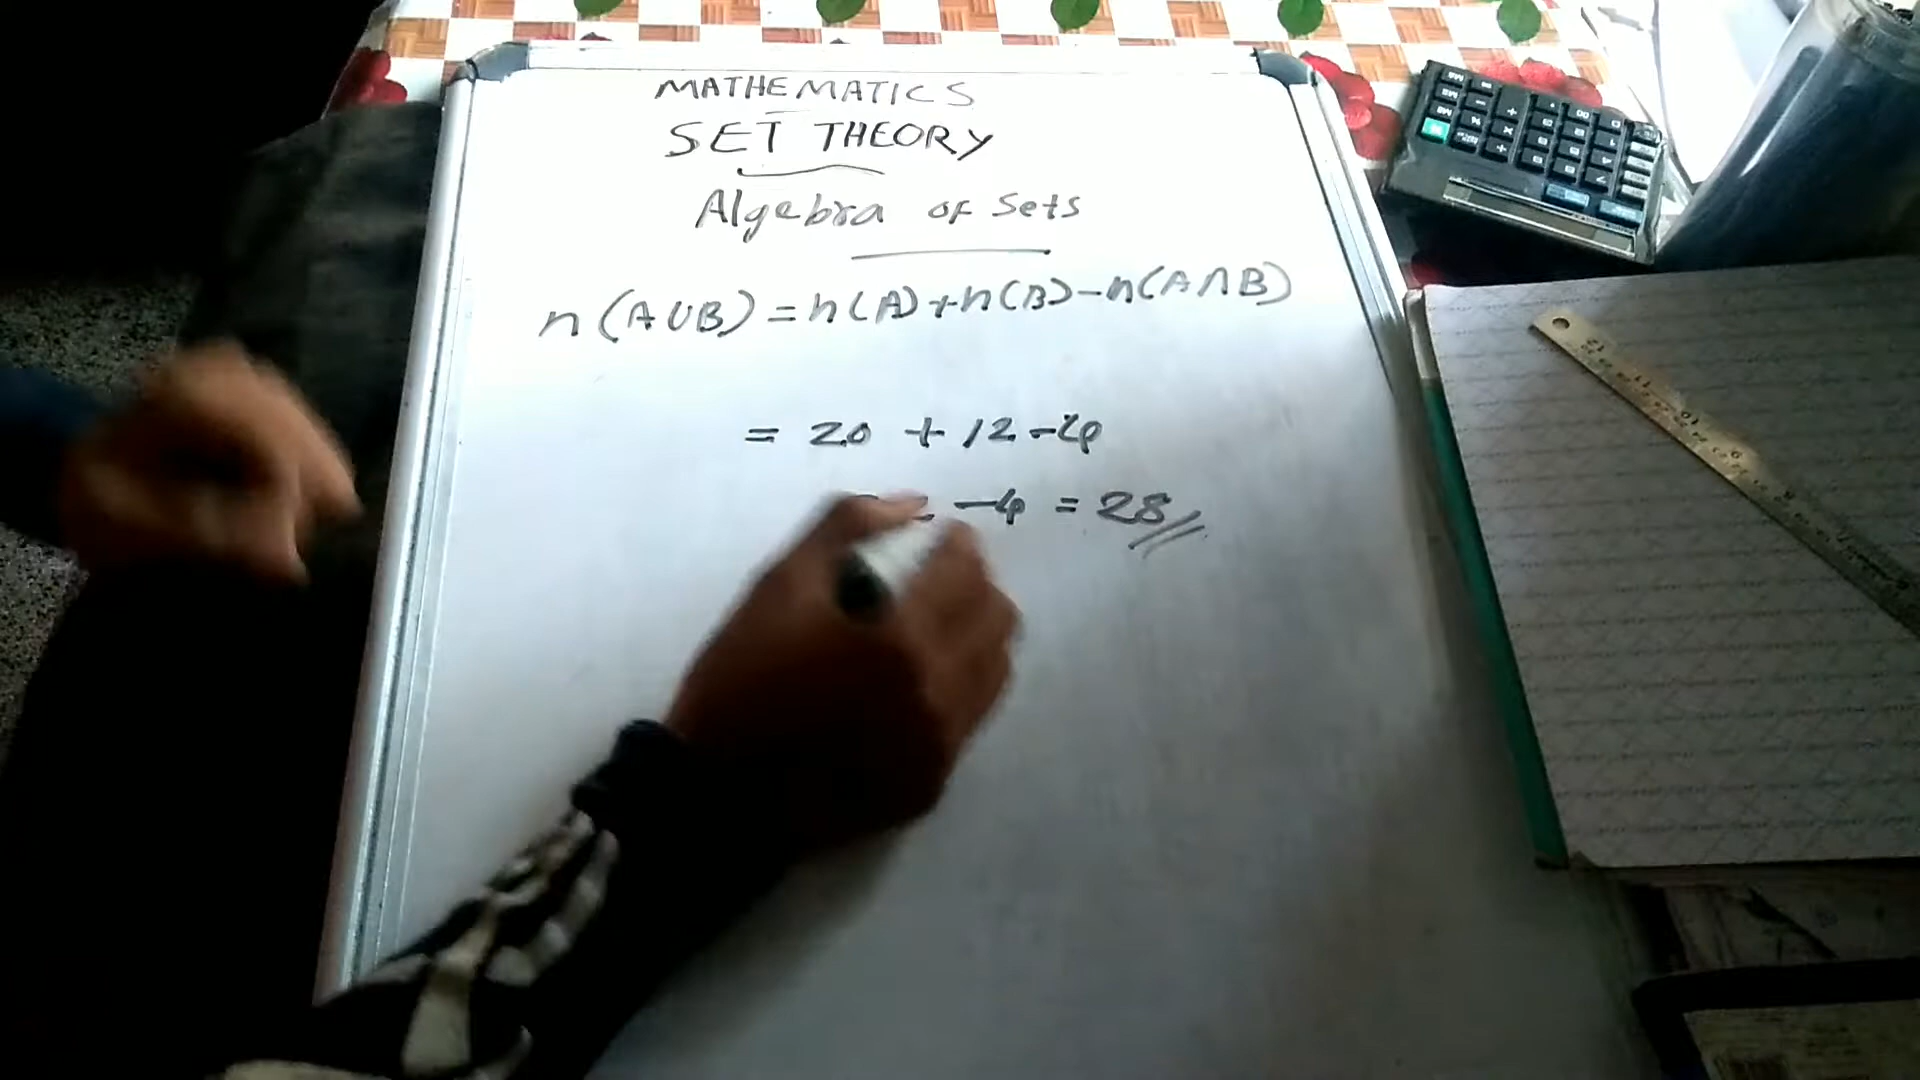 MATHEMATICS
SET THEORY
Algebra of Sets
n(A∪B)=n(A)+n(B)-n(A∩B)
= 20 + 12-4
-4 = 28